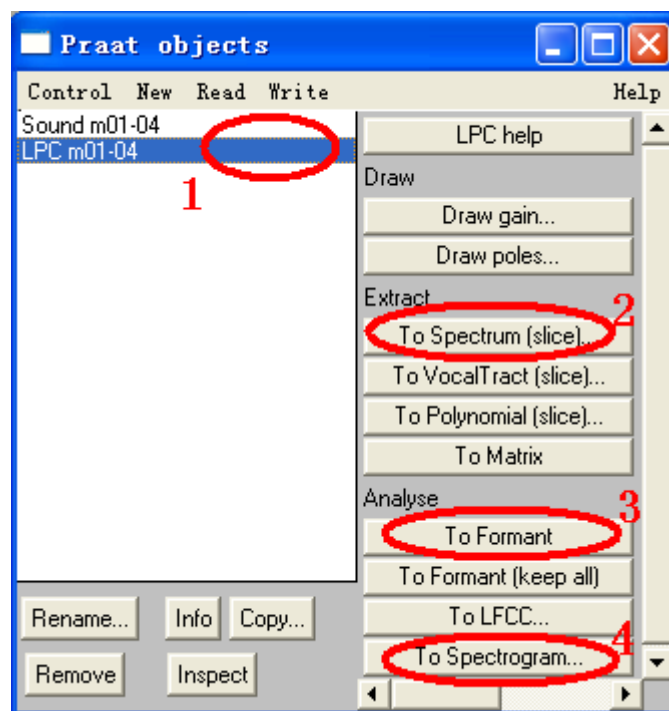 Praat objects
Control New Read Write Help
Sound m01-04
LPC m01-04
1
LPC help
Draw
Draw gain...
Draw poles...
Extract
2
To Spectrum (slice)...
To VocalTract (slice)...
To Polynomial (slice)...
To Matrix
Analyse
3
To Formant
To Formant (keep all)
To LFCC...
4
To Spectrogram...
Rename... Info Copy...
Remove Inspect